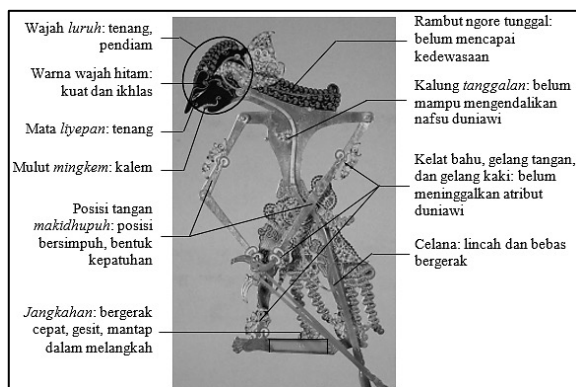 Wajah luruh: tenang,
pendiam
Warna wajah hitam:
kuat dan ikhlas
Mata liyepan: tenang
Mulut mingkem: kalem
Posisi tangan
makidhupuh: posisi
bersimpuh, bentuk
kepatuhan
Jangkahan: bergerak
cepat, gesit, mantap
dalam melangkah
Rambut ngore tunggal:
belum mencapai
kedewasaan
Kalung tanggalan: belum
mampu mengendalikan
nafsu duniawi
Kelat bahu, gelang tangan,
dan gelang kaki: belum
meninggalkan atribut
duniawi
Celana: lincah dan bebas
bergerak